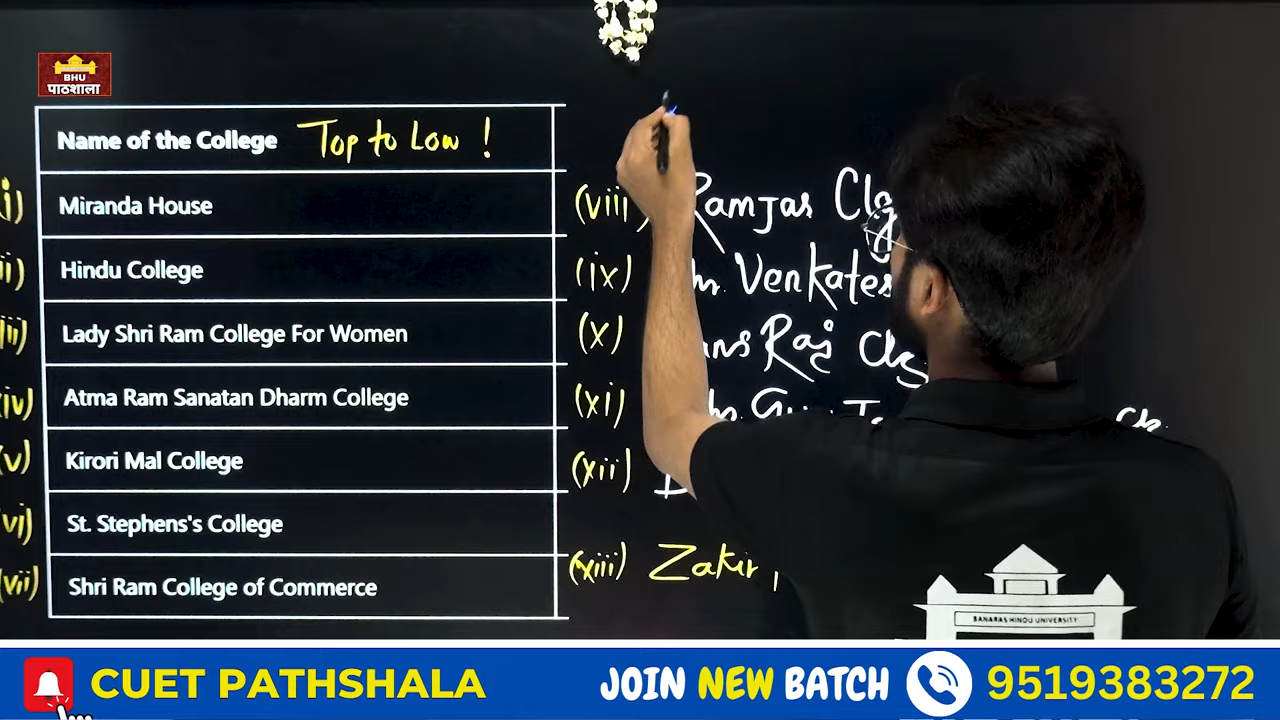 BHU
पाठशाला
Name of the College Top to Low !
(i) Miranda House
(ii) Hindu College
(iii) Lady Shri Ram College For Women
(iv) Atma Ram Sanatan Dharm College
(v) Kirori Mal College
(vi) St. Stephens's College
(vii) Shri Ram College of Commerce
(viii) Ramjas Clg
(ix) Venkates
(x) Raj Clg
(xi)
(xii)
(xiii) Zakir
BANARAS HINDU UNIVERSITY
CUET PATHSHALA
JOIN NEW BATCH
9519383272